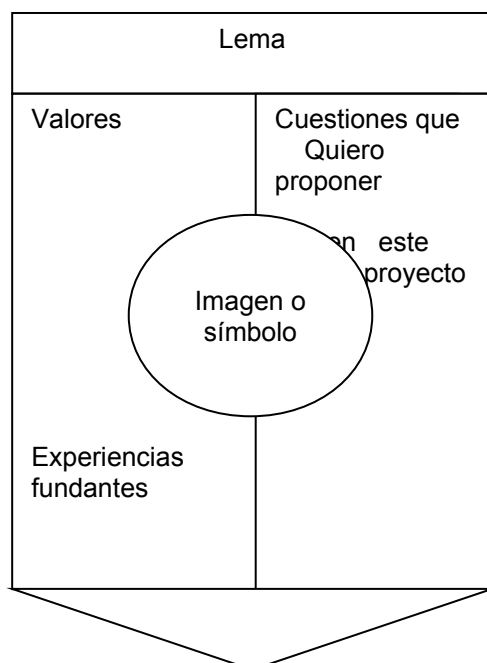 Lema
Valores
Cuestiones que
Quiero
proponer
en este
proyecto
Imagen o
símbolo
Experiencias
fundantes